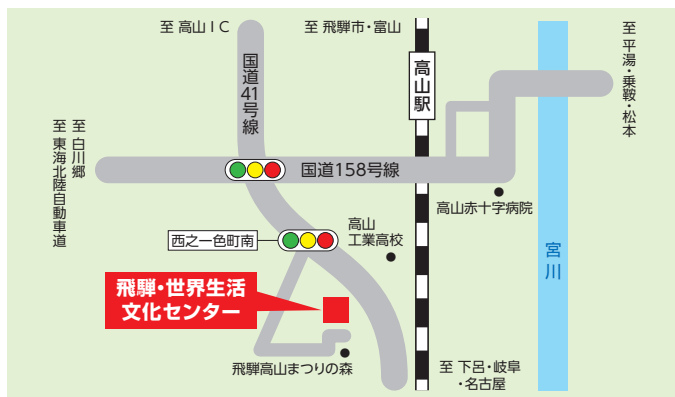 至 高山IC
至 飛騨市・富山
国道41号線
高山駅
至 平湯・乗鞍・松本
至 白川郷
至 東海北陸自動車道
国道158号線
高山赤十字病院
高山
工業高校
西之一色町南
宮川
飛騨・世界生活
文化センター
飛騨高山まつりの森
至 下呂・岐阜
・名古屋